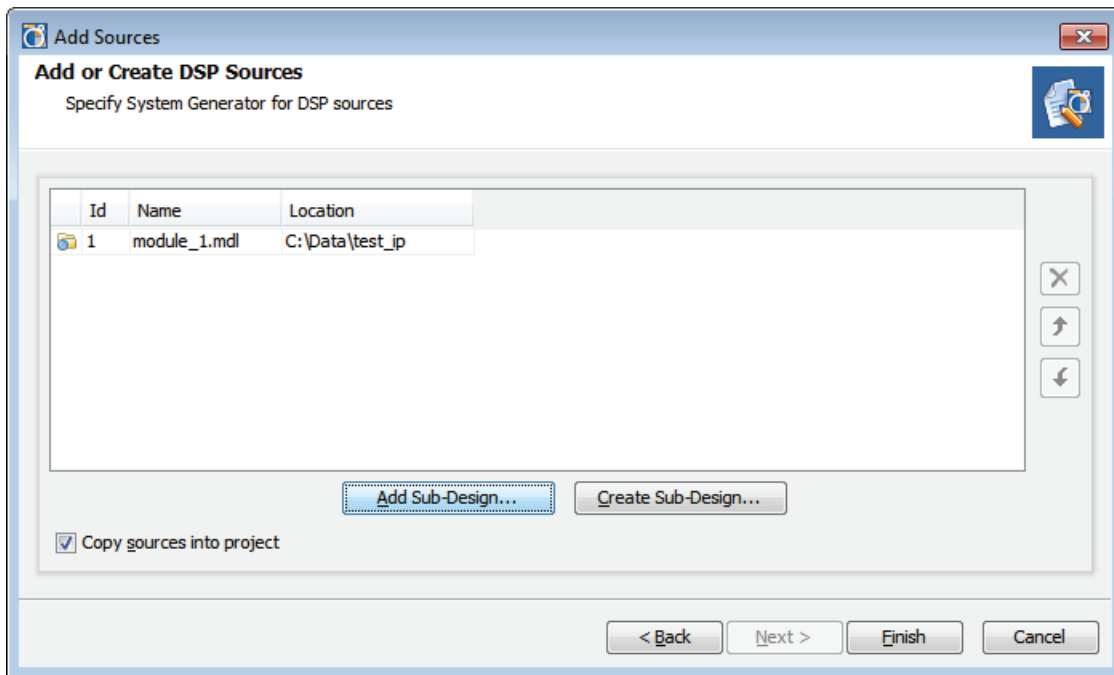 Add Sources
Add or Create DSP Sources
Specify System Generator for DSP sources
Id Name Location
1 module_1.mdl C:\Data\test_ip
Add Sub-Design... Create Sub-Design...
Copy sources into project
< Back Next > Finish Cancel